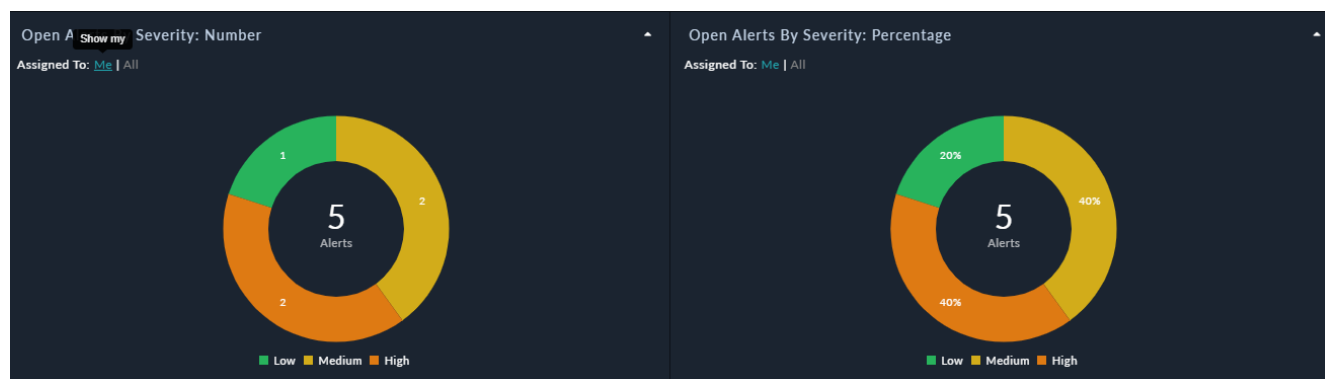 Open A Severity: Number
Show my
Assigned To: Me | All
1
2
5
Alerts
2
Low Medium High
Open Alerts By Severity: Percentage
Assigned To: Me | All
20%
40%
5
Alerts
40%
Low Medium High